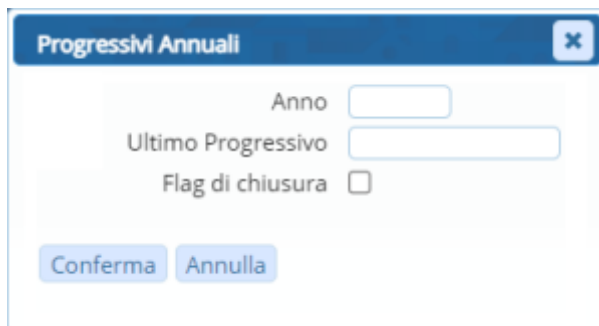 Progressivi Annuali
Anno
Ultimo Progressivo
Flag di chiusura
Conferma Annulla